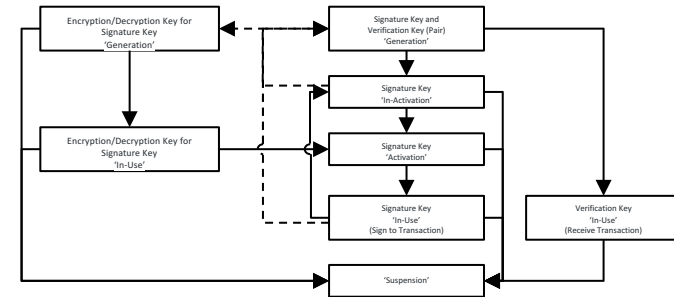 Encryption/Decryption Key for
Signature Key
‘Generation’
Signature Key and
Verification Key (Pair)
‘Generation’
Signature Key
‘In-Activation’
Encryption/Decryption Key for
Signature Key
‘In-Use’
Signature Key
‘Activation’
Signature Key
‘In-Use’
(Sign to Transaction)
Verification Key
‘In-Use’
(Receive Transaction)
‘Suspension’